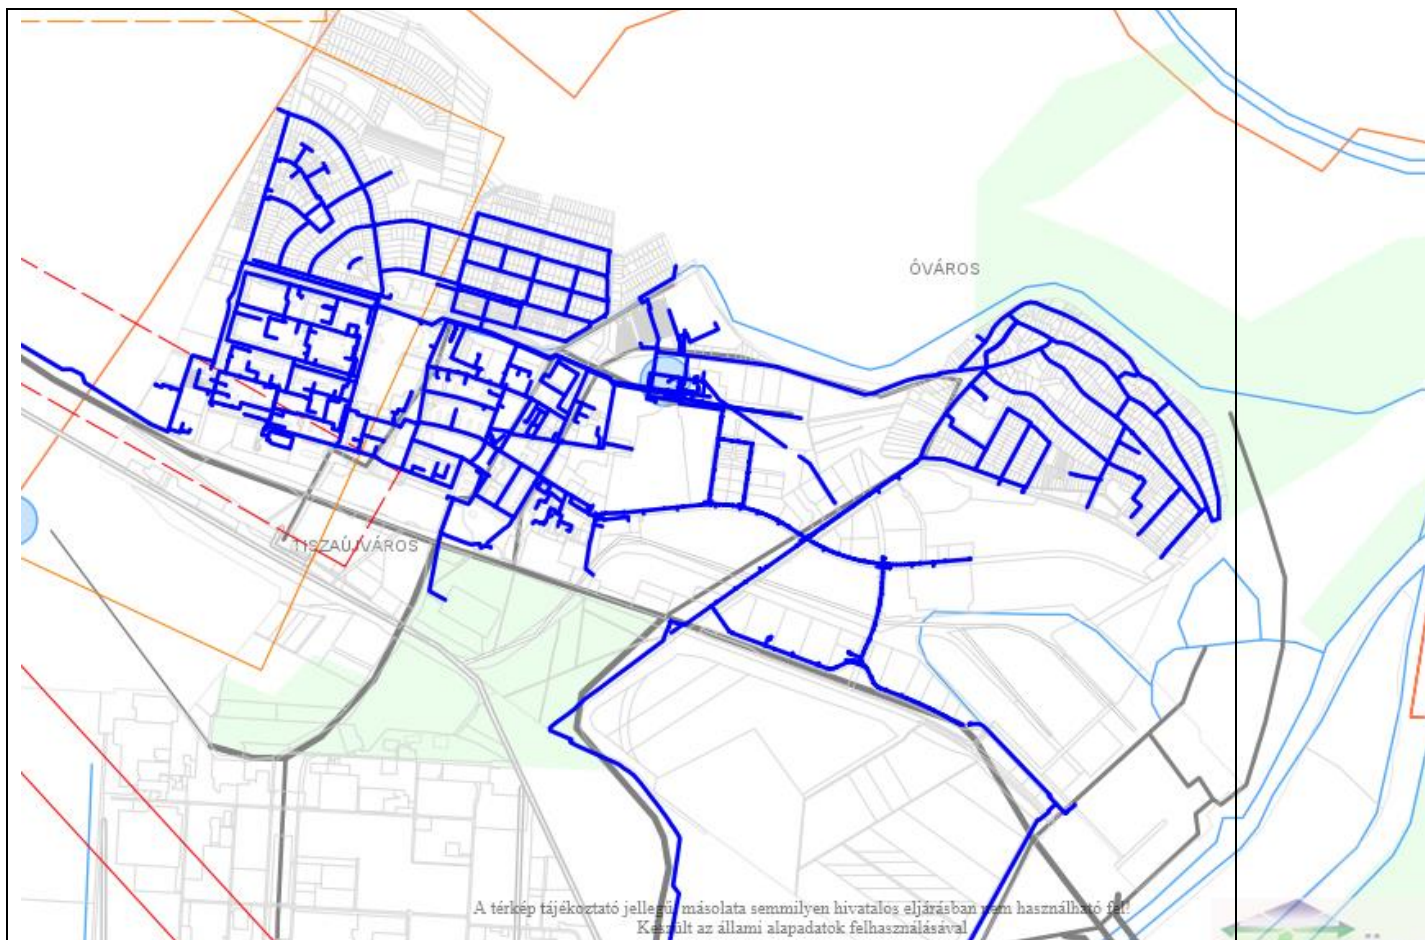 ÓVÁROS
TISZAÚJVÁROS
A térkép tájékoztató jellegű, másolata semmilyen hivatalos eljárásban nem használható fel!
Készült az állami alapadatok felhasználásával